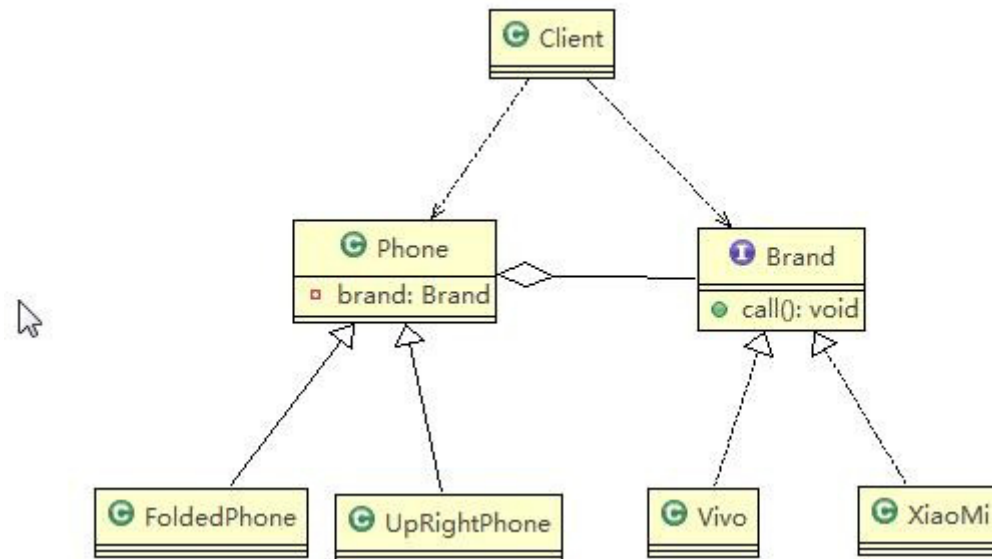 C Client
C Phone
brand: Brand
I Brand
call(): void
C FoldedPhone
C UpRightPhone
C Vivo
C XiaoMi